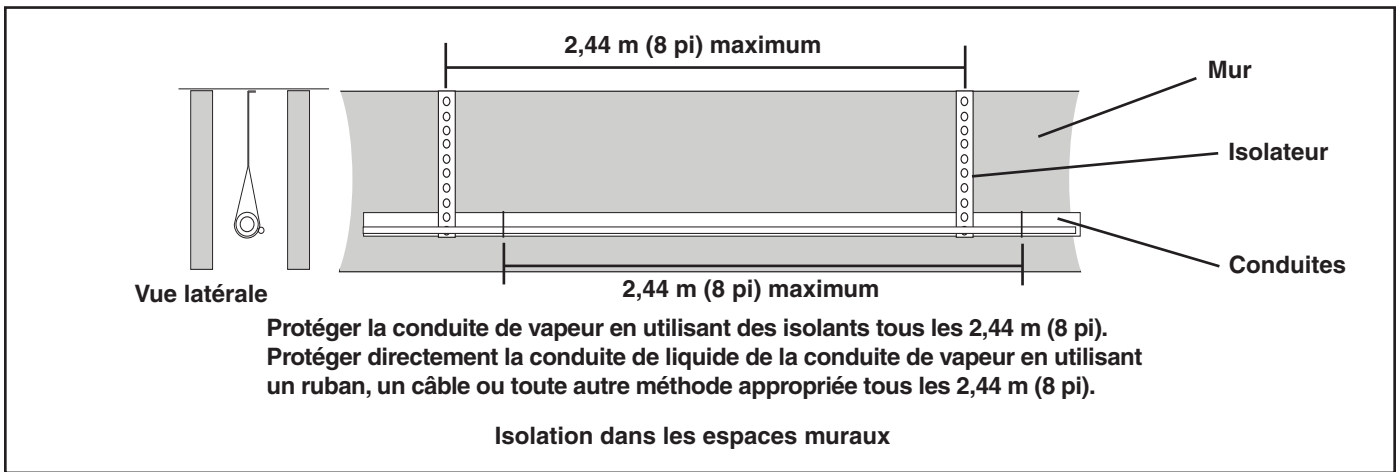 2,44 m (8 pi) maximum
Mur
Isolateur
Conduites
2,44 m (8 pi) maximum
Vue latérale
Protéger la conduite de vapeur en utilisant des isolants tous les 2,44 m (8 pi).
Protéger directement la conduite de liquide de la conduite de vapeur en utilisant
un ruban, un câble ou toute autre méthode appropriée tous les 2,44 m (8 pi).
Isolation dans les espaces muraux